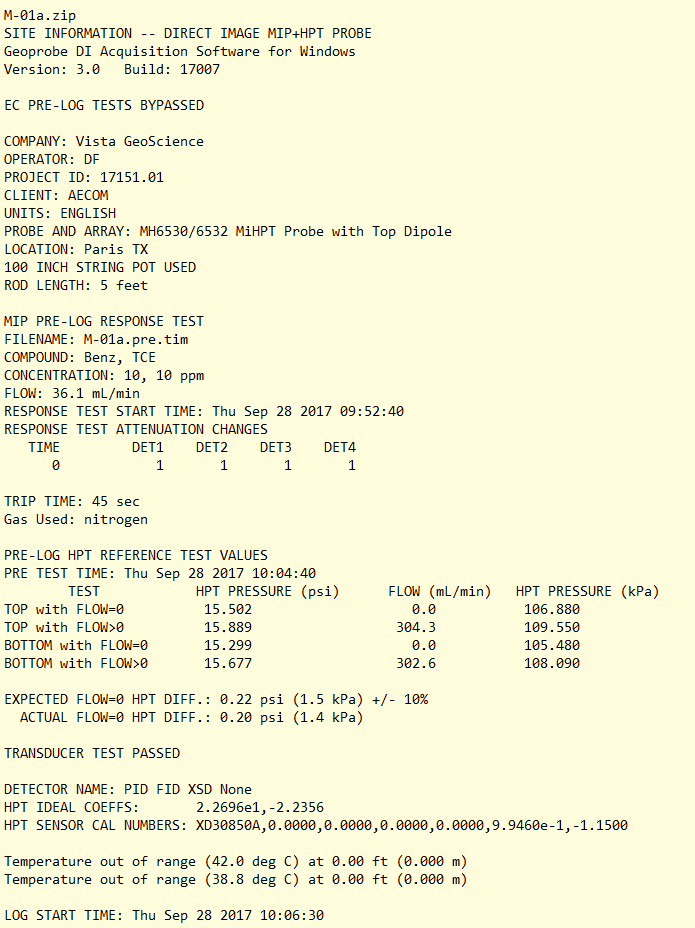 M-01a.zip
SITE INFORMATION -- DIRECT IMAGE MIP+HPT PROBE
Geoprobe DI Acquisition Software for Windows
Version: 3.0   Build: 17007

EC PRE-LOG TESTS BYPASSED

COMPANY: Vista GeoScience
OPERATOR: DF
PROJECT ID: 17151.01
CLIENT: AECOM
UNITS: ENGLISH
PROBE AND ARRAY: MH6530/6532 MiHPT Probe with Top Dipole
LOCATION: Paris TX
100 INCH STRING POT USED
ROD LENGTH: 5 feet

MIP PRE-LOG RESPONSE TEST
FILENAME: M-01a.pre.tim
COMPOUND: Benz, TCE
CONCENTRATION: 10, 10 ppm
FLOW: 36.1 mL/min
RESPONSE TEST START TIME: Thu Sep 28 2017 09:52:40
RESPONSE TEST ATTENUATION CHANGES
   TIME         DET1    DET2    DET3    DET4
      0            1       1       1       1

TRIP TIME: 45 sec
Gas Used: nitrogen

PRE-LOG HPT REFERENCE TEST VALUES
PRE TEST TIME: Thu Sep 28 2017 10:04:40
        TEST            HPT PRESSURE (psi)      FLOW (mL/min)   HPT PRESSURE (kPa)
TOP with FLOW=0          15.502                    0.0           106.880
TOP with FLOW>0          15.889                  304.3           109.550
BOTTOM with FLOW=0       15.299                    0.0           105.480
BOTTOM with FLOW>0       15.677                  302.6           108.090

EXPECTED FLOW=0 HPT DIFF.: 0.22 psi (1.5 kPa) +/- 10%
  ACTUAL FLOW=0 HPT DIFF.: 0.20 psi (1.4 kPa)

TRANSDUCER TEST PASSED

DETECTOR NAME: PID FID XSD None
HPT IDEAL COEFFS:       2.2696e1,-2.2356
HPT SENSOR CAL NUMBERS: XD30850A,0.0000,0.0000,0.0000,0.0000,9.9460e-1,-1.1500

Temperature out of range (42.0 deg C) at 0.00 ft (0.000 m)
Temperature out of range (38.8 deg C) at 0.00 ft (0.000 m)

LOG START TIME: Thu Sep 28 2017 10:06:30